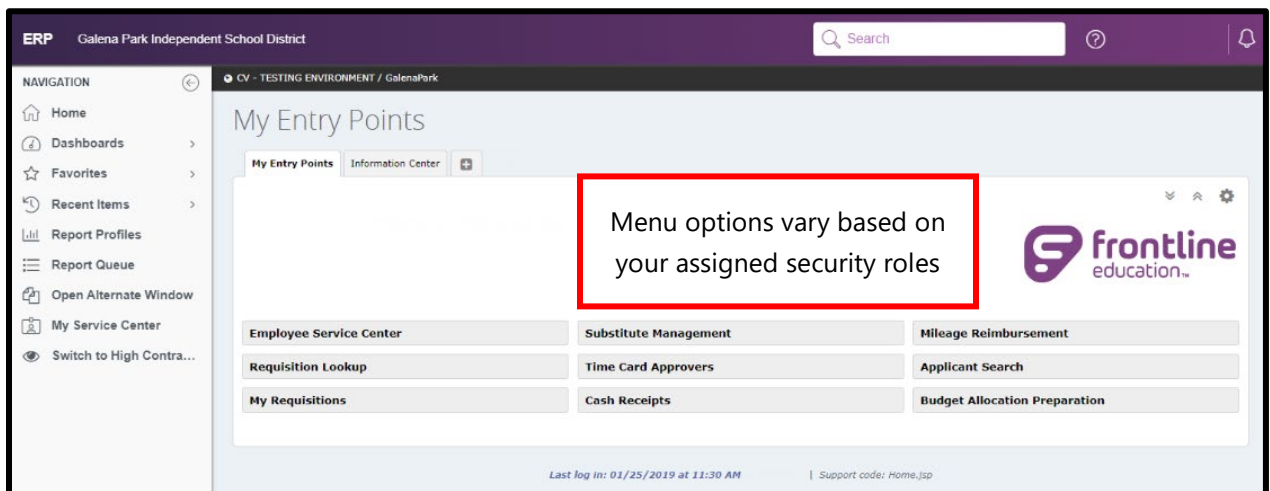 ERP Galena Park Independent School District Search
NAVIGATION
CV - TESTING ENVIRONMENT / GalenaPark
Home
Dashboards
Favorites
Recent Items
Report Profiles
Report Queue
Open Alternate Window
My Service Center
Switch to High Contra...
My Entry Points
My Entry Points Information Center
Menu options vary based on
your assigned security roles
frontline
education™
Employee Service Center Substitute Management Mileage Reimbursement
Requisition Lookup Time Card Approvers Applicant Search
My Requisitions Cash Receipts Budget Allocation Preparation
Last log in: 01/25/2019 at 11:30 AM | Support code: Home.jsp